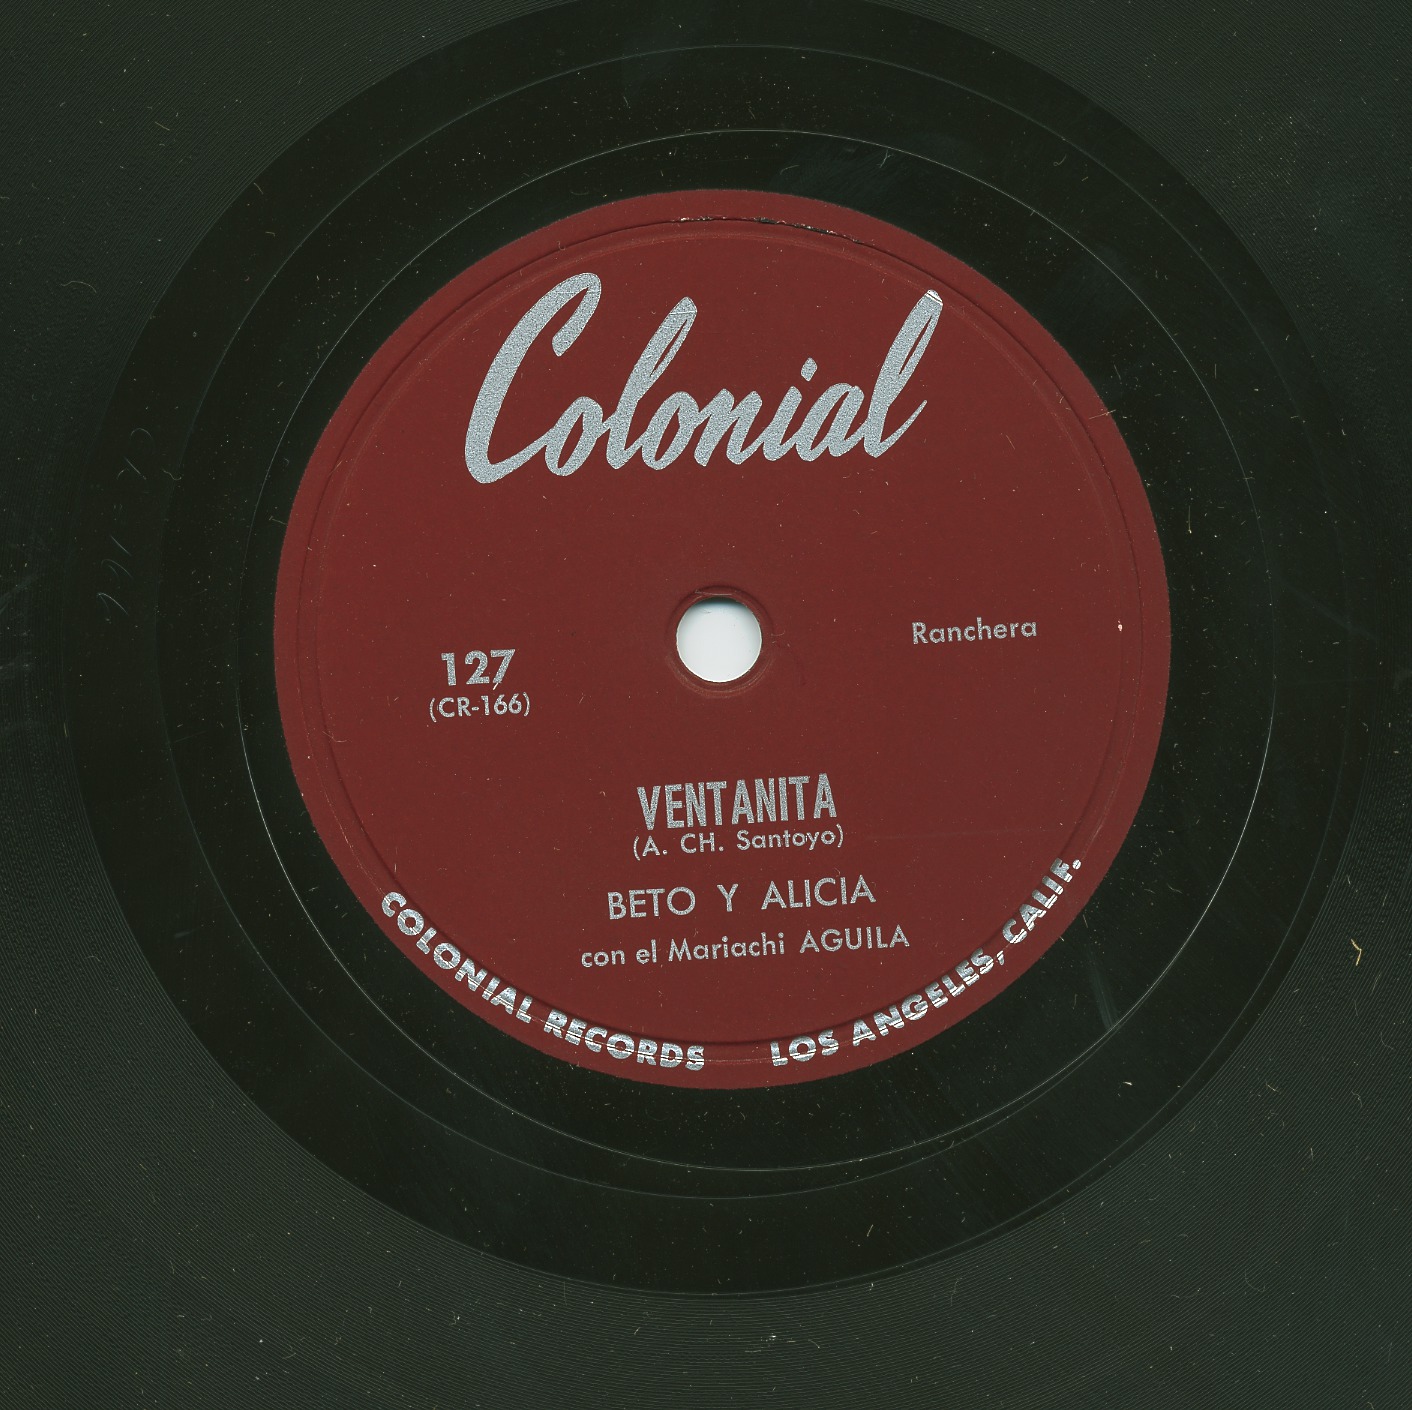 Colonial
Ranchera
127
(CR-166)
VENTANITA
(A. CH. Santoyo)
BETO Y ALICIA
con el Mariachi AGUILA
COLONIAL RECORDS LOS ANGELES, CALIF.